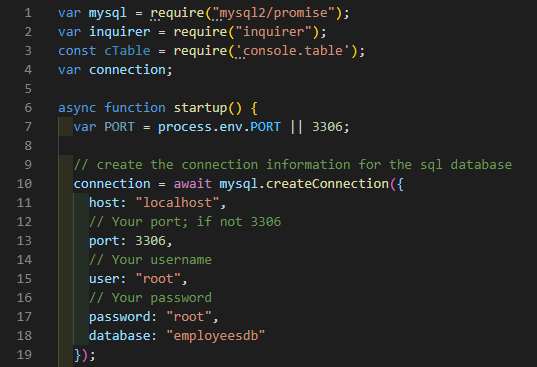 1 var mysql = require("mysql2/promise");
2 var inquirer = require("inquirer");
3 const cTable = require('console.table');
4 var connection;
5
6 async function startup() {
7 var PORT = process.env.PORT || 3306;
8
9 // create the connection information for the sql database
10 connection = await mysql.createConnection({
11 host: "localhost",
12 // Your port; if not 3306
13 port: 3306,
14 // Your username
15 user: "root",
16 // Your password
17 password: "root",
18 database: "employeesdb"
19 });